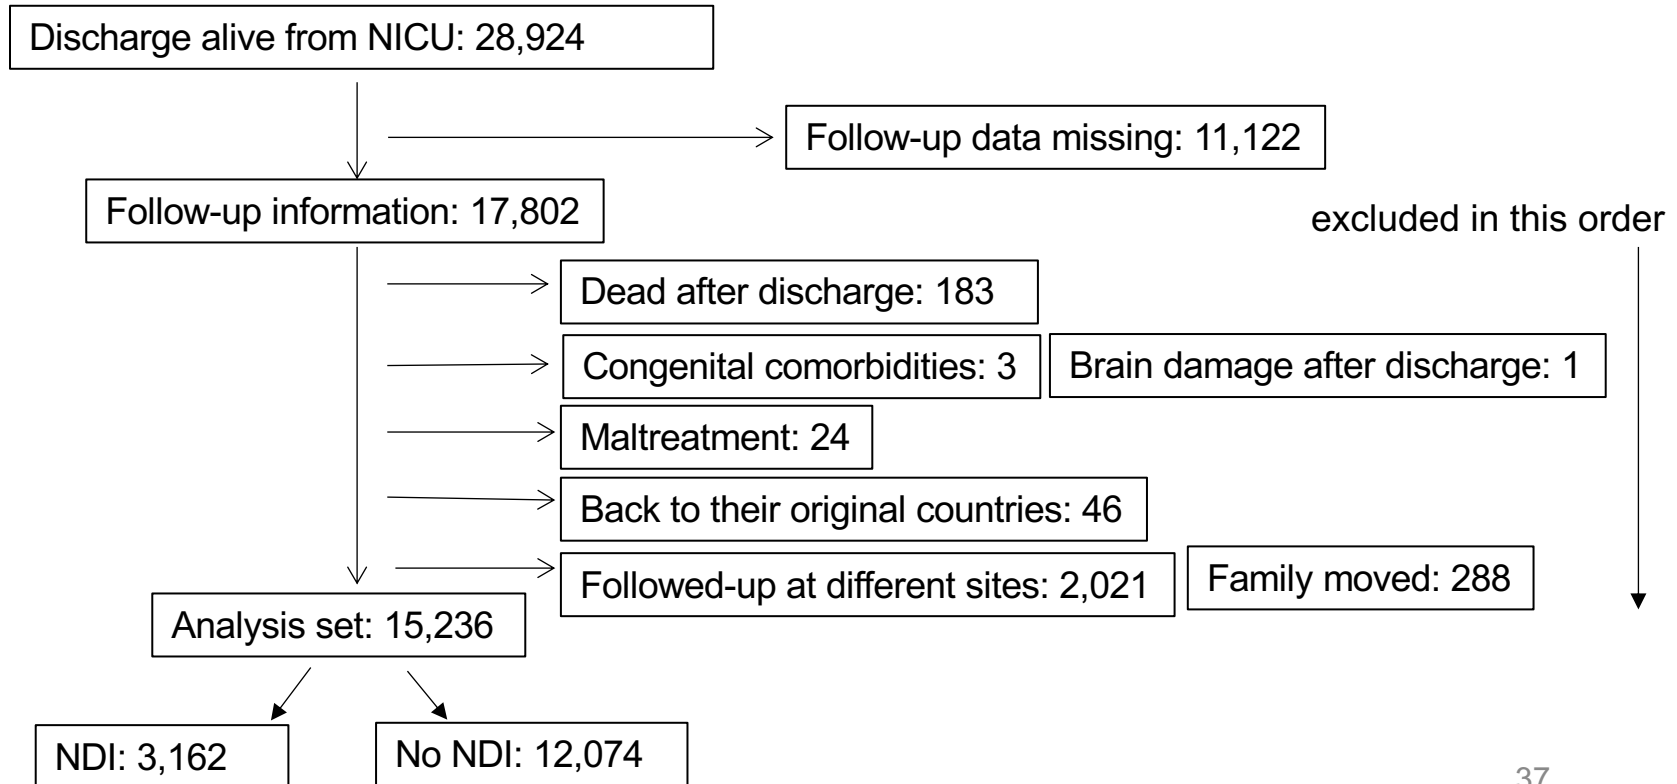 Discharge alive from NICU: 28,924
Follow-up data missing: 11,122
Follow-up information: 17,802
excluded in this order
Dead after discharge: 183
Congenital comorbidities: 3
Brain damage after discharge: 1
Maltreatment: 24
Back to their original countries: 46
Followed-up at different sites: 2,021
Family moved: 288
Analysis set: 15,236
NDI: 3,162
No NDI: 12,074
37